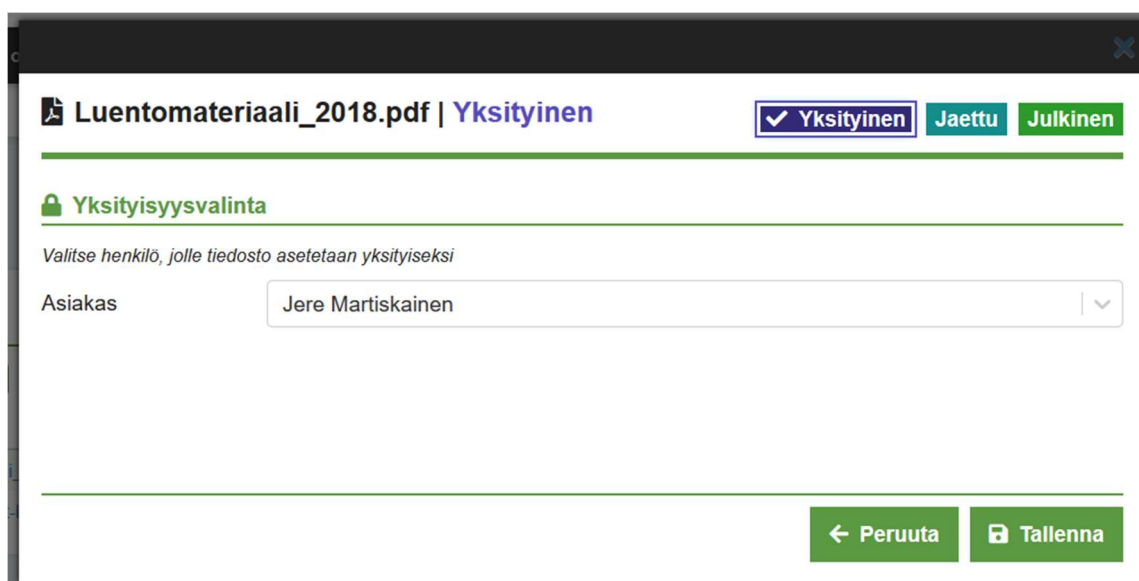 Luentomateriaali_2018.pdf | Yksityinen
Yksityinen Jaettu Julkinen
Yksityisyysvalinta
Valitse henkilö, jolle tiedosto asetetaan yksityiseksi
Asiakas Jere Martiskainen
Peruuta Tallenna